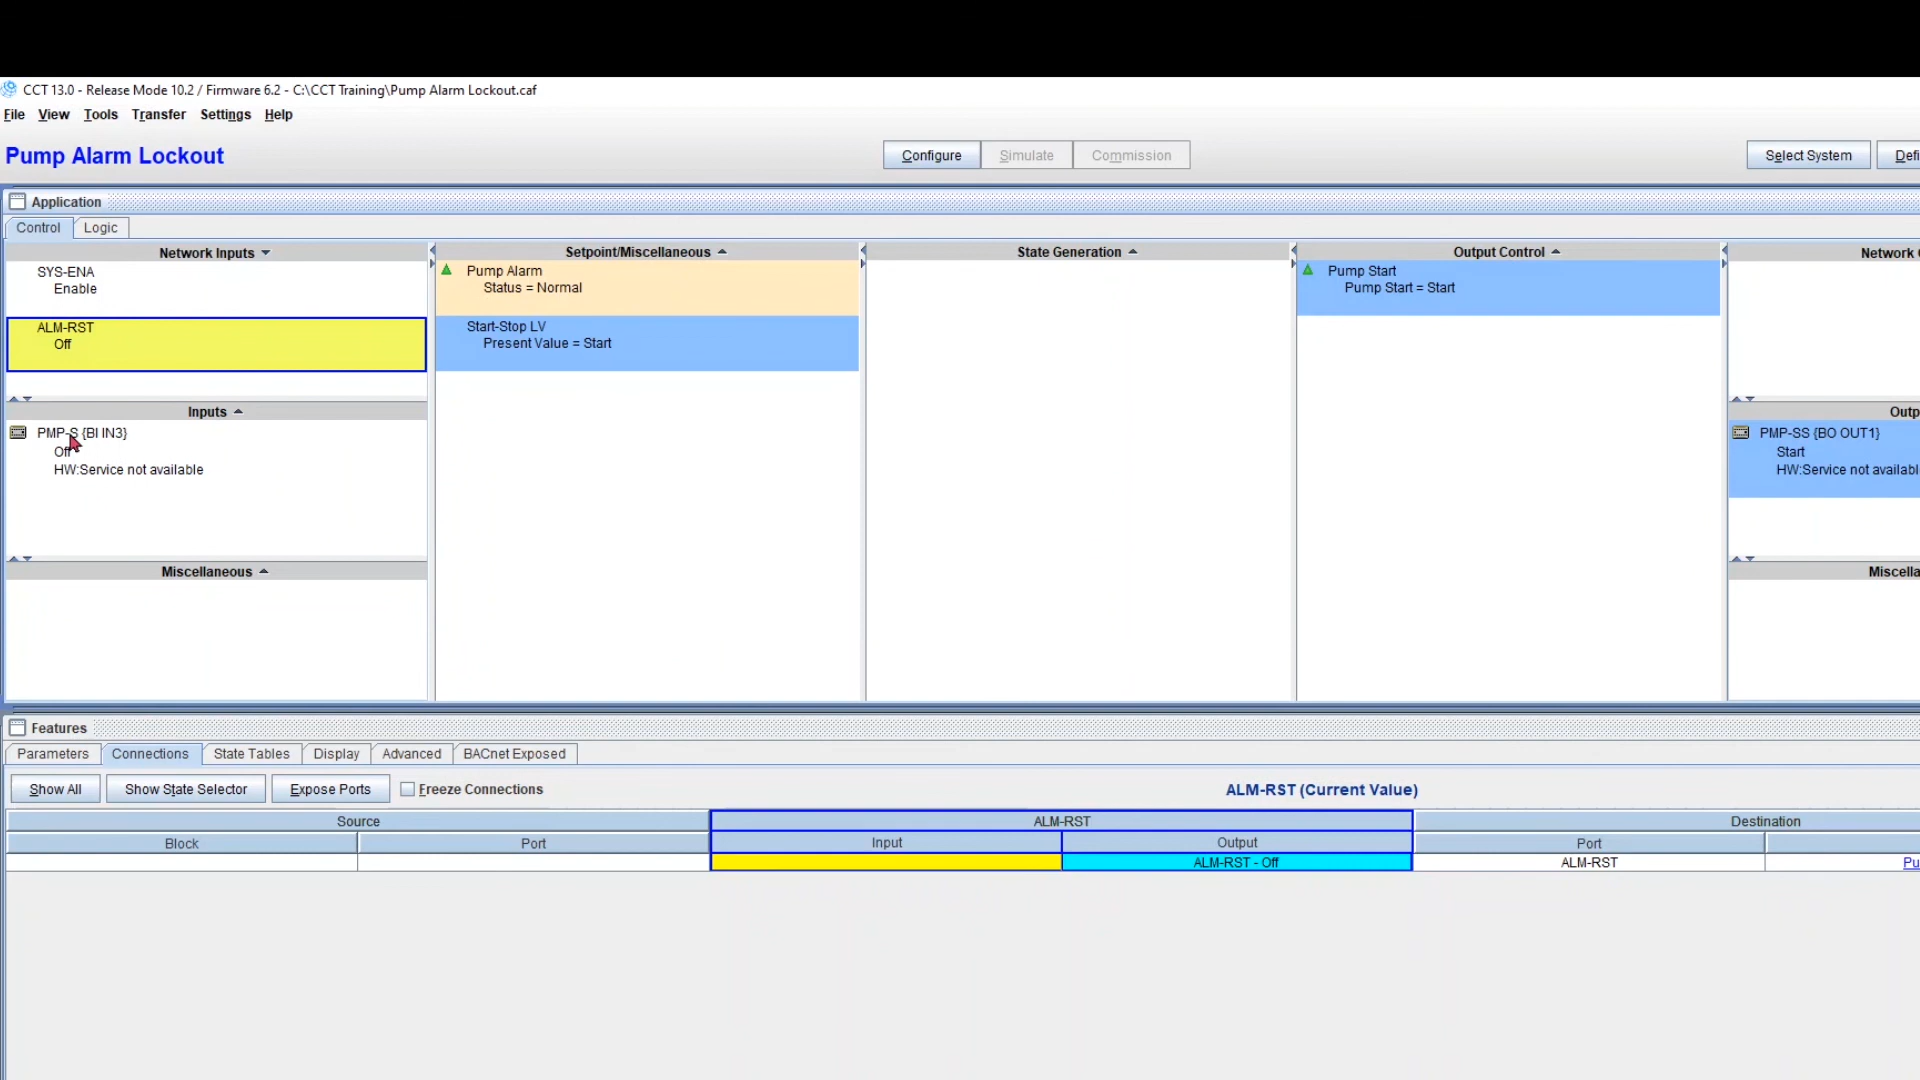 CCT 13.0 - Release Mode 10.2 / Firmware 6.2 - C:\CCT Training\Pump Alarm Lockout.caf
File View Tools Transfer Settings Help
Pump Alarm Lockout
Configure Simulate Commission Select System Defi
Application
Control Logic
Network Inputs Setpoint/Miscellaneous State Generation Output Control Network
SYS-ENA
Enable
ALM-RST
Off
Pump Alarm
Status = Normal
Start-Stop LV
Present Value = Start
Pump Start
Pump Start = Start
Inputs
PMP-S {BI IN3}
Off
HW:Service not available
Outp
PMP-SS {BO OUT1}
Start
HW:Service not availabl
Miscellaneous
Miscella
Features
Parameters Connections State Tables Display Advanced BACnet Exposed
Show All Show State Selector Expose Ports Freeze Connections ALM-RST (Current Value)
Source ALM-RST Destination
Block Port Input Output Port
ALM-RST - Off ALM-RST Pu